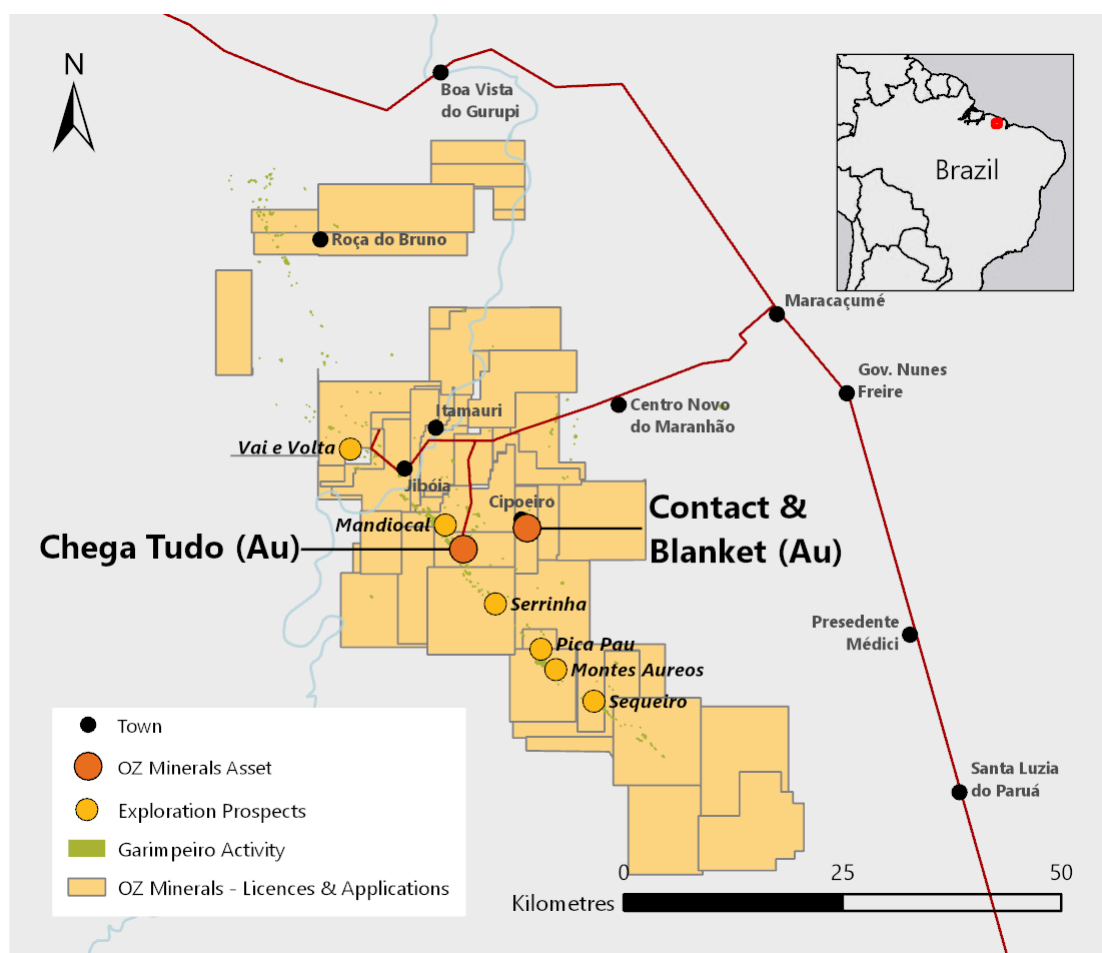 N
Boa Vista
do Gurupi
Brazil
Roça do Bruno
Maracaçumé
Gov. Nunes
Freire
Centro Novo
do Maranhão
Itamauri
Vai e Volta
Jibóia
Cipoeiro
Contact &
Blanket (Au)
Mandiocal
Chega Tudo (Au)
Serrinha
Presedente
Médici
Pica Pau
Montes Aureos
Sequeiro
Santa Luzia
do Paruá
Town
OZ Minerals Asset
Exploration Prospects
Garimpeiro Activity
OZ Minerals - Licences & Applications
0 25 50
Kilometres